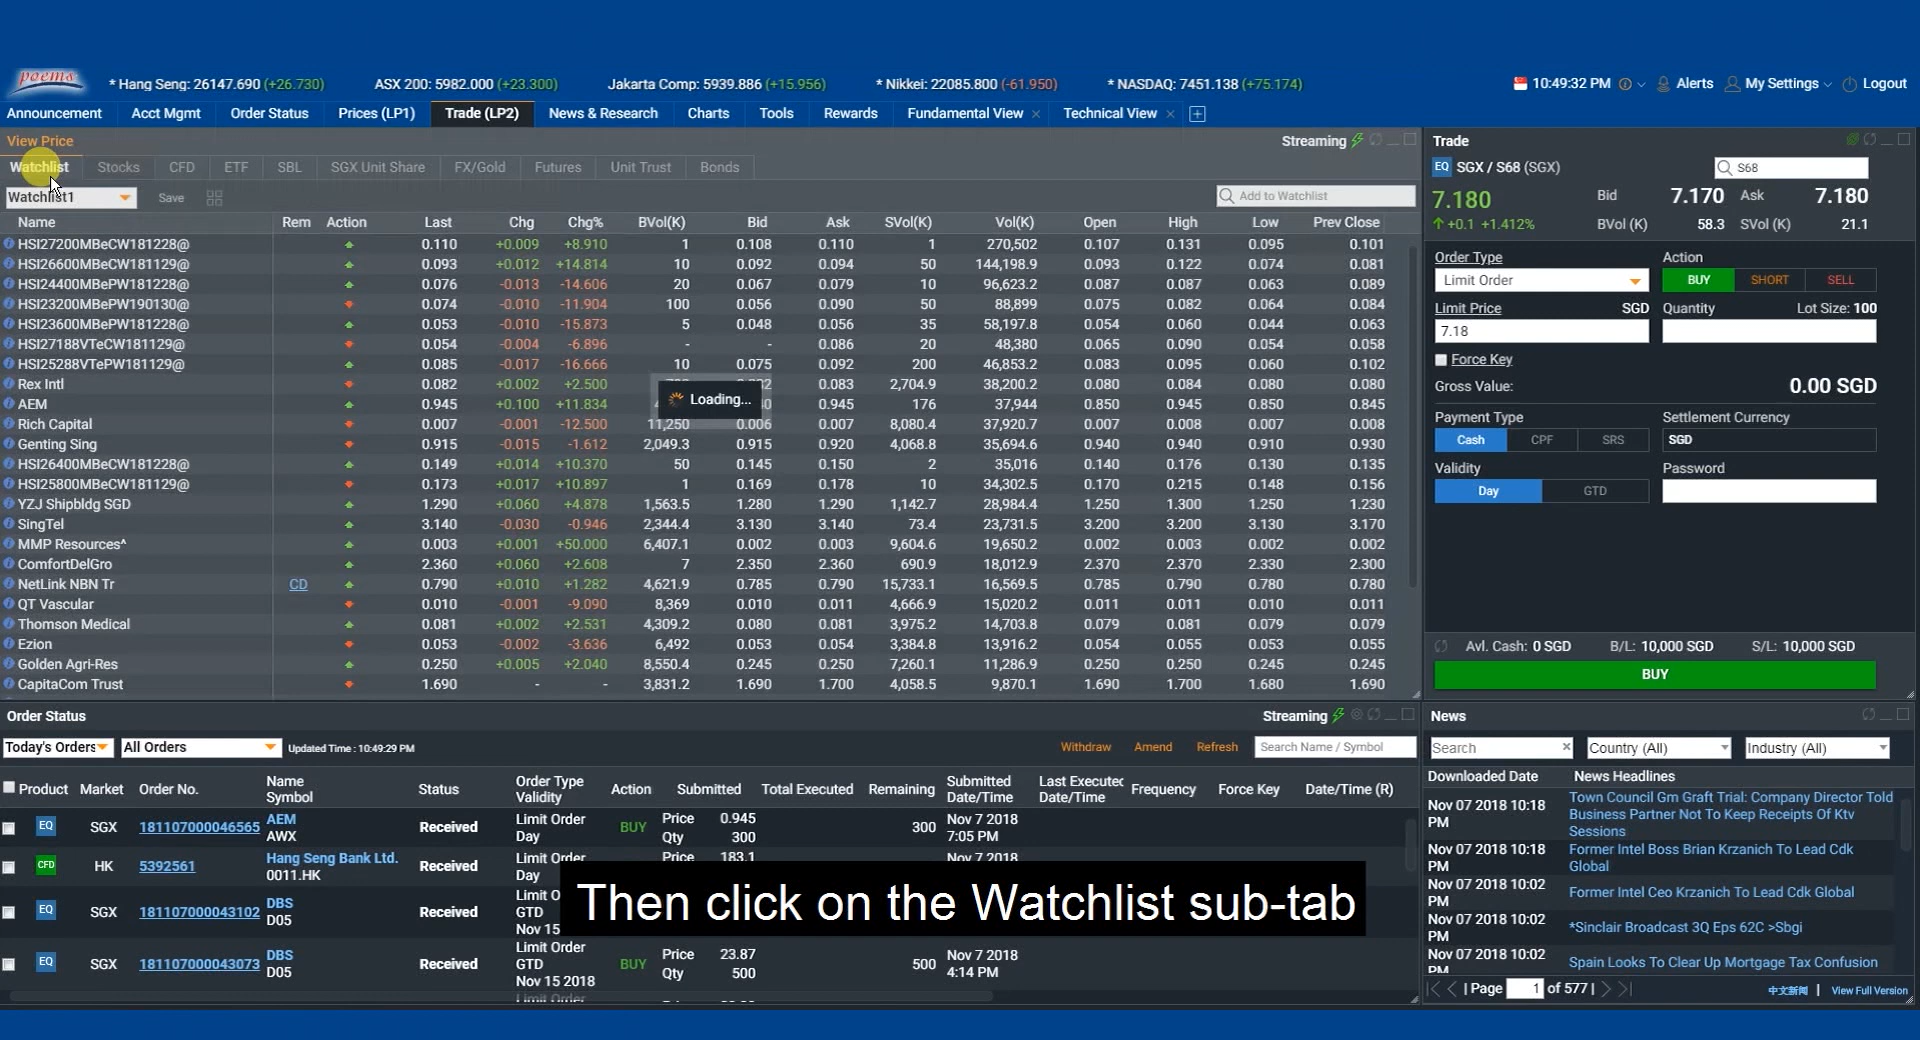 poems
* Hang Seng: 26147.690 (+26.730) ASX 200: 5982.000 (+23.300) Jakarta Comp: 5939.886 (+15.956) * Nikkei: 22085.800 (-61.950) * NASDAQ: 7451.138 (+75.174) 10:49:32 PM Alerts My Settings Logout
Announcement Acct Mgmt Order Status Prices (LP1) Trade (LP2) News & Research Charts Tools Rewards Fundamental View × Technical View × +
View Price Streaming
Watchlist Stocks CFD ETF SBL SGX Unit Share FX/Gold Futures Unit Trust Bonds
Watchlist1 Save Add to Watchlist
Name Rem Action Last Chg Chg% BVol(K) Bid Ask SVol(K) Vol(K) Open High Low Prev Close
HSI27200MBeCW181228@ 0.110 +0.009 +8.910 1 0.108 0.110 1 270,502 0.107 0.131 0.095 0.101
HSI26600MBeCW181129@ 0.093 +0.012 +14.814 10 0.092 0.094 50 144,198.9 0.093 0.122 0.074 0.081
HSI24400MBePW181228@ 0.076 -0.013 -14.606 20 0.067 0.079 10 96,623.2 0.087 0.087 0.063 0.089
HSI23200MBePW190130@ 0.074 -0.010 -11.904 100 0.056 0.090 50 88,899 0.075 0.082 0.064 0.084
HSI23600MBePW181228@ 0.053 -0.010 -15.873 5 0.048 0.056 35 58,197.8 0.054 0.060 0.044 0.063
HSI27188VTeCW181129@ 0.054 -0.004 -6.896 - - 0.086 20 48,380 0.065 0.090 0.054 0.058
HSI25288VTePW181129@ 0.085 -0.017 -16.666 10 0.075 0.092 200 46,853.2 0.083 0.095 0.060 0.102
Rex Intl 0.082 +0.002 +2.500 0.083 2,704.9 38,200.2 0.080 0.084 0.080 0.080
AEM 0.945 +0.100 +11.834 0.945 176 37,944 0.850 0.945 0.850 0.845
Loading...
Rich Capital 0.007 -0.001 -12.500 11,250 0.006 0.007 8,080.4 37,920.7 0.007 0.008 0.007 0.008
Genting Sing 0.915 -0.015 -1.612 2,049.3 0.915 0.920 4,068.8 35,694.6 0.940 0.940 0.910 0.930
HSI26400MBeCW181228@ 0.149 +0.014 +10.370 50 0.145 0.150 2 35,016 0.140 0.176 0.130 0.135
HSI25800MBeCW181129@ 0.173 +0.017 +10.897 1 0.169 0.178 10 34,302.5 0.170 0.215 0.148 0.156
YZJ Shipbldg SGD 1.290 +0.060 +4.878 1,563.5 1.280 1.290 1,142.7 28,984.4 1.250 1.300 1.250 1.230
SingTel 3.140 -0.030 -0.946 2,344.4 3.130 3.140 73.4 23,731.5 3.200 3.200 3.130 3.170
MMP Resources^ 0.003 +0.001 +50.000 6,407.1 0.002 0.003 9,604.6 19,650.2 0.002 0.003 0.002 0.002
ComfortDelGro 2.360 +0.060 +2.608 7 2.350 2.360 690.9 18,012.9 2.370 2.370 2.330 2.300
NetLink NBN Tr CD 0.790 +0.010 +1.282 4,621.9 0.785 0.790 15,733.1 16,569.5 0.785 0.790 0.780 0.780
QT Vascular 0.010 -0.001 -9.090 8,369 0.010 0.011 4,666.9 15,020.2 0.011 0.011 0.010 0.011
Thomson Medical 0.081 +0.002 +2.531 4,309.2 0.080 0.081 3,975.2 14,703.8 0.079 0.081 0.079 0.079
Ezion 0.053 -0.002 -3.636 6,492 0.053 0.054 3,384.8 13,916.2 0.054 0.055 0.053 0.055
Golden Agri-Res 0.250 +0.005 +2.040 8,550.4 0.245 0.250 7,260.1 11,286.9 0.250 0.250 0.245 0.245
CapitaCom Trust 1.690 - - 3,831.2 1.690 1.700 4,058.5 9,870.1 1.690 1.700 1.680 1.690
Trade
EQ SGX / S68 (SGX) S68
7.180 Bid 7.170 Ask 7.180
+0.1 +1.412% BVol (K) 58.3 SVol (K) 21.1
Order Type Action
Limit Order BUY SHORT SELL
Limit Price SGD Quantity Lot Size: 100
7.18
Force Key
Gross Value: 0.00 SGD
Payment Type Settlement Currency
Cash CPF SRS SGD
Validity Password
Day GTD
Avl. Cash: 0 SGD B/L: 10,000 SGD S/L: 10,000 SGD
BUY
Order Status Streaming
Today's Orders All Orders Updated Time : 10:49:29 PM Withdraw Amend Refresh Search Name / Symbol
Product Market Order No. Name Symbol Status Order Type Validity Action Submitted Total Executed Remaining Submitted Date/Time Last Executed Date/Time Frequency Force Key Date/Time (R)
EQ SGX 181107000046565 AEM AWX Received Limit Order Day BUY Price 0.945 Qty 300 300 Nov 7 2018 7:05 PM
CFD HK 5392561 Hang Seng Bank Ltd. 0011.HK Received Limit Order Day Price 183.1 Nov 7 2018
EQ SGX 181107000043102 DBS D05 Received GTD Nov 15
EQ SGX 181107000043073 DBS D05 Received Limit Order GTD Nov 15 2018 BUY Price 23.87 Qty 500 500 Nov 7 2018 4:14 PM
Limit Order
Then click on the Watchlist sub-tab
News
Search × Country (All) Industry (All)
Downloaded Date News Headlines
Nov 07 2018 10:18 PM Town Council Gm Graft Trial: Company Director Told Business Partner Not To Keep Receipts Of Ktv Sessions
Nov 07 2018 10:18 PM Former Intel Boss Brian Krzanich To Lead Cdk Global
Nov 07 2018 10:02 PM Former Intel Ceo Krzanich To Lead Cdk Global
Nov 07 2018 10:02 PM *Sinclair Broadcast 3Q Eps 62C >Sbgi
Nov 07 2018 10:02 PM Spain Looks To Clear Up Mortgage Tax Confusion
Page 1 of 577 中文新闻 | View Full Version